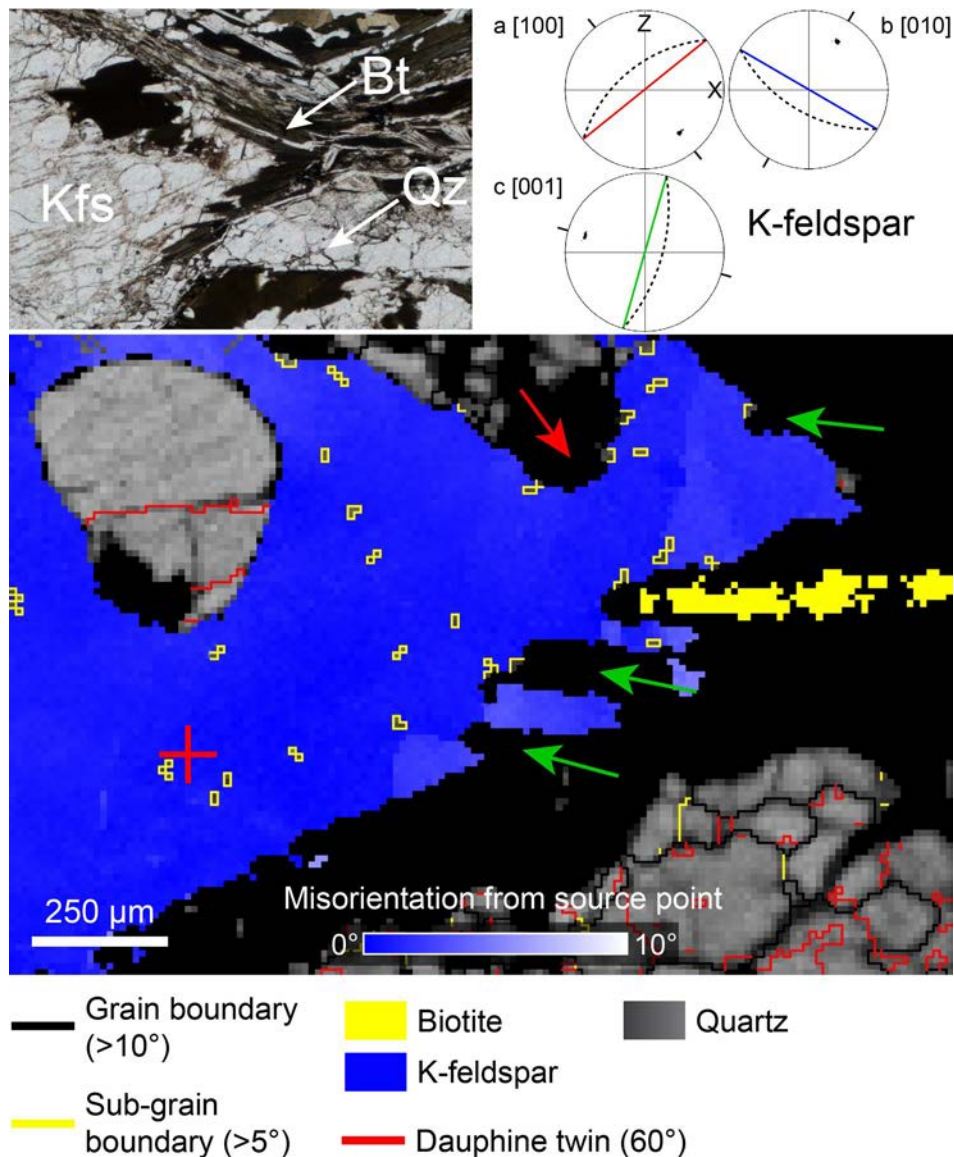 Bt
Kfs
Qz
a [100]
Z
X
b [010]
c [001]
K-feldspar
250 µm
Misorientation from source point
0°
10°
Grain boundary
(>10°)
Sub-grain
boundary (>5°)
Biotite
K-feldspar
Dauphine twin (60°)
Quartz